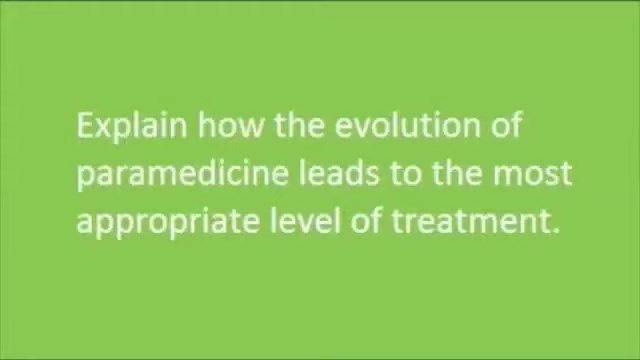 Explain how the evolution of
paramedicine leads to the most
appropriate level of treatment.